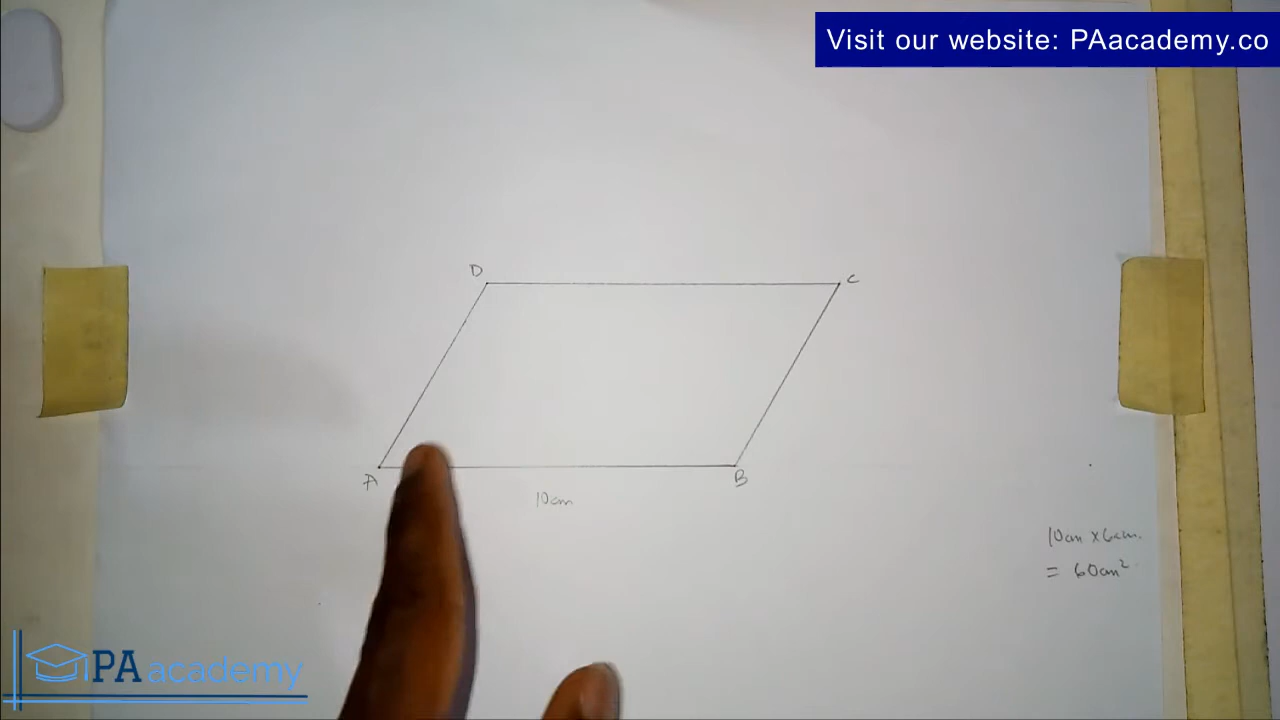 Visit our website: PAacademy.co
D
C
A
B
10cm
10cm x 6cm.
= 60cm²
PA academy